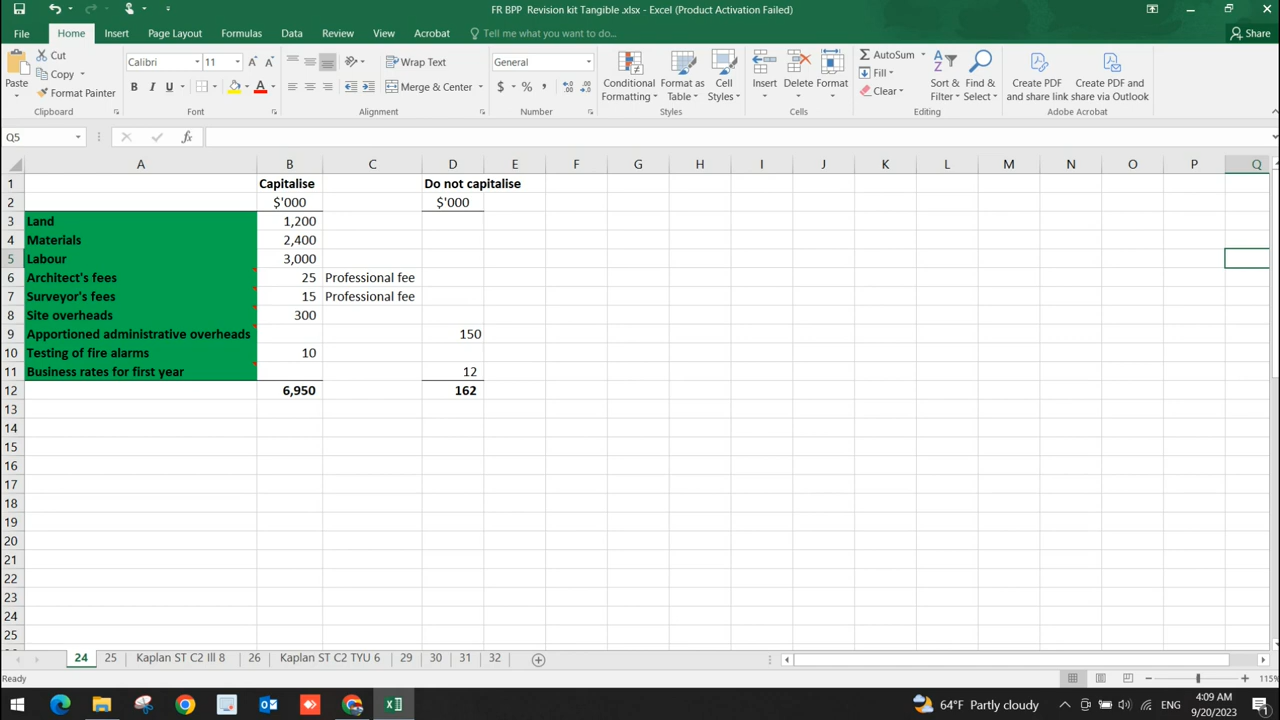 FR BPP Revision kit Tangible .xlsx - Excel (Product Activation Failed)
File Home Insert Page Layout Formulas Data Review View Acrobat Tell me what you want to do... Share
Paste
Cut
Copy
Format Painter
Clipboard
Calibri 11
B I U
Font
Wrap Text
Merge & Center
Alignment
General
$ % ,
Number
Conditional Formatting
Format as Table
Cell Styles
Styles
Insert Delete Format
Cells
AutoSum
Fill
Clear
Sort & Filter
Find & Select
Editing
Create PDF and share link
Create PDF and share via Outlook
Adobe Acrobat
Q5 fx
A B C D E F G H I J K L M N O P Q
1 Capitalise Do not capitalise
2 $'000 $'000
3 Land 1,200
4 Materials 2,400
5 Labour 3,000
6 Architect's fees 25 Professional fee
7 Surveyor's fees 15 Professional fee
8 Site overheads 300
9 Apportioned administrative overheads 150
10 Testing of fire alarms 10
11 Business rates for first year 12
12 6,950 162
13
14
15
16
17
18
19
20
21
22
23
24
25
24 25 Kaplan ST C2 Ill 8 26 Kaplan ST C2 TYU 6 29 30 31 32
Ready 115%
64°F Partly cloudy ENG
4:09 AM
9/20/2023